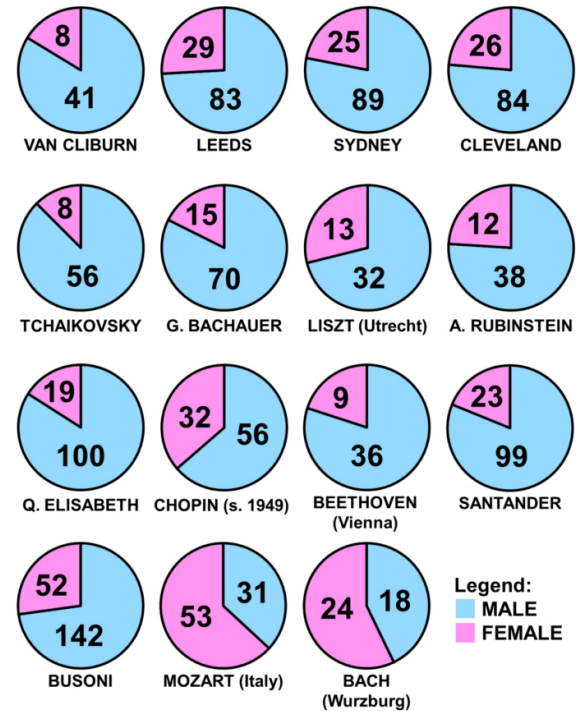 8
41
VAN CLIBURN
29
83
LEEDS
25
89
SYDNEY
26
84
CLEVELAND
8
56
TCHAIKOVSKY
15
70
G. BACHAUER
13
32
LISZT (Utrecht)
12
38
A. RUBINSTEIN
19
100
Q. ELISABETH
32
56
CHOPIN (s. 1949)
9
36
BEETHOVEN
(Vienna)
23
99
SANTANDER
52
142
BUSONI
53
31
MOZART (Italy)
24
18
BACH
(Wurzburg)
Legend:
MALE
FEMALE